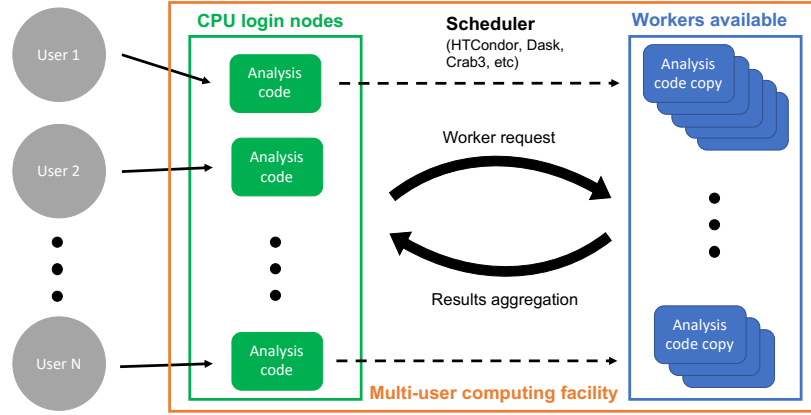 CPU login nodes
Scheduler
(HTCondor, Dask,
Crab3, etc)
Workers available
User 1
Analysis
code
Analysis
code copy
User 2
Analysis
code
Worker request
Results aggregation
User N
Analysis
code
Analysis
code copy
Multi-user computing facility